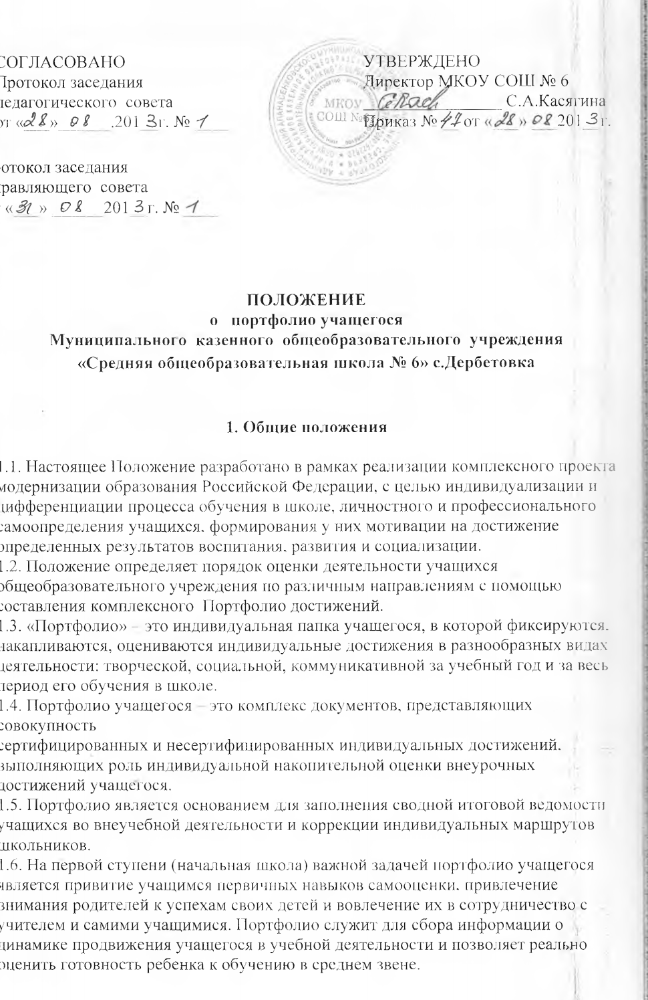 СОГЛАСОВАНО
Протокол заседания
педагогического совета
от «28» 08 .2013г. № 1
УТВЕРЖДЕНО
Директор МКОУ СОШ № 6
С.А.Касягина
Приказ № 47 от «28» 08 2013г.
МКОУ
СОШ №6
ротокол заседания
правляющего совета
«31» 08 2013 г. № 1
ПОЛОЖЕНИЕ
о портфолио учащегося
Муниципального казенного общеобразовательного учреждения
«Средняя общеобразовательная школа № 6» с.Дербетовка
1. Общие положения
1.1. Настоящее Положение разработано в рамках реализации комплексного проекта
модернизации образования Российской Федерации, с целью индивидуализации и
дифференциации процесса обучения в школе, личностного и профессионального
самоопределения учащихся, формирования у них мотивации на достижение
определенных результатов воспитания, развития и социализации.
1.2. Положение определяет порядок оценки деятельности учащихся
общеобразовательного учреждения по различным направлениям с помощью
составления комплексного Портфолио достижений.
1.3. «Портфолио» – это индивидуальная папка учащегося, в которой фиксируются,
накапливаются, оцениваются индивидуальные достижения в разнообразных видах
деятельности: творческой, социальной, коммуникативной за учебный год и за весь
период его обучения в школе.
1.4. Портфолио учащегося – это комплекс документов, представляющих
совокупность
сертифицированных и несертифицированных индивидуальных достижений,
выполняющих роль индивидуальной накопительной оценки внеурочных
достижений учащегося.
1.5. Портфолио является основанием для заполнения сводной итоговой ведомости
учащихся во внеучебной деятельности и коррекции индивидуальных маршрутов
школьников.
1.6. На первой ступени (начальная школа) важной задачей портфолио учащегося
является привитие учащимся первичных навыков самооценки, привлечение
внимания родителей к успехам своих детей и вовлечение их в сотрудничество с
учителем и самими учащимися. Портфолио служит для сбора информации о
динамике продвижения учащегося в учебной деятельности и позволяет реально
оценить готовность ребенка к обучению в среднем звене.